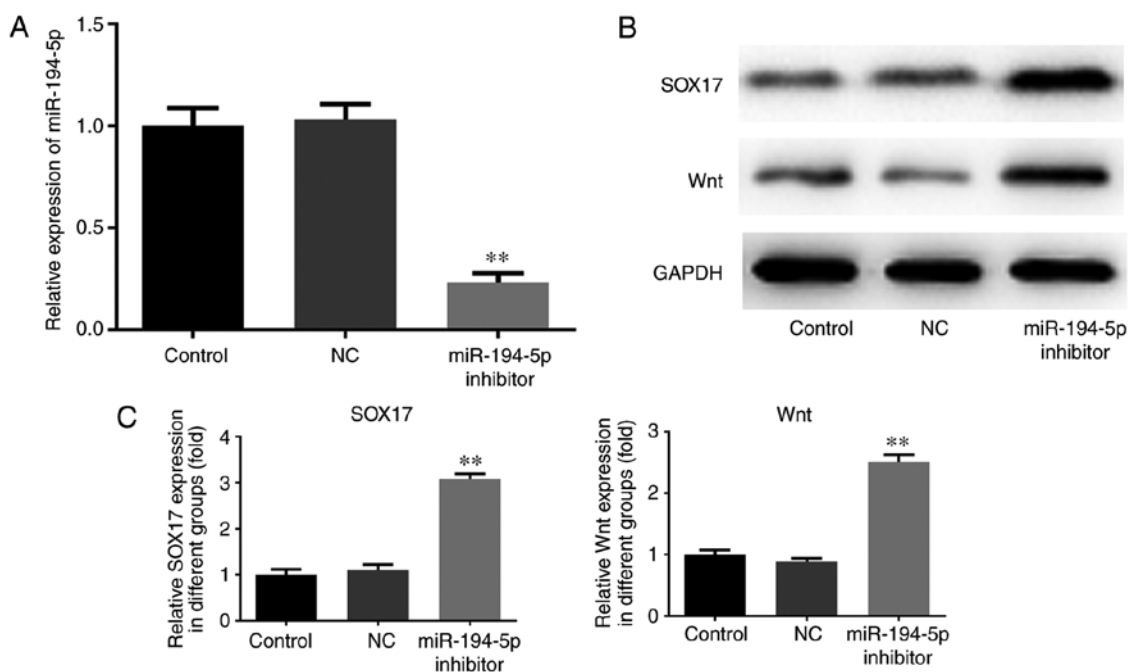 A
Relative expression of miR-194-5p
1.5
1.0
0.5
0.0
**
Control
NC
miR-194-5p
inhibitor
B
SOX17
Wnt
GAPDH
Control
NC
miR-194-5p
inhibitor
C
SOX17
Relative SOX17 expression
in different groups (fold)
4
3
2
1
0
**
Control
NC
miR-194-5p
inhibitor
Wnt
Relative Wnt expression
in different groups (fold)
3
2
1
0
**
Control
NC
miR-194-5p
inhibitor